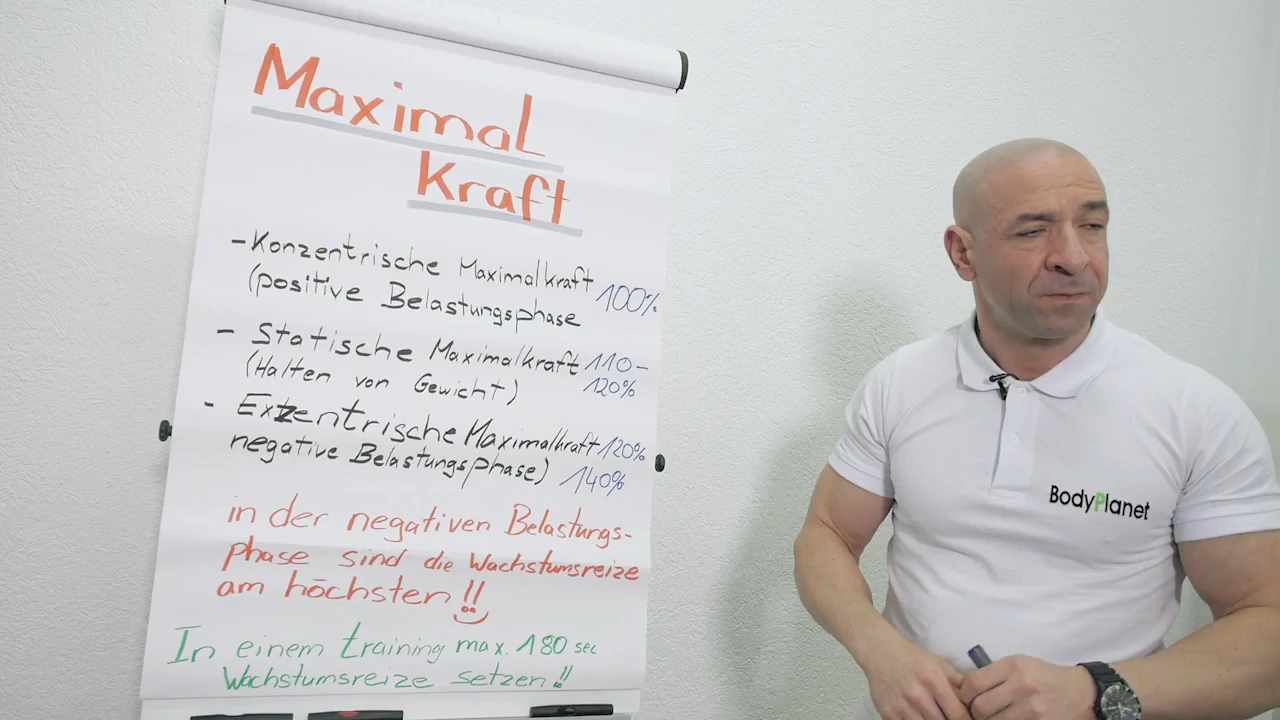 Maximal
Kraft
- Konzentrische Maximalkraft
(positive Belastungsphase 100%
- Statische Maximalkraft 110-
(Halten von Gewicht) 120%
- Exzentrische Maximalkraft 120%
negative Belastungsphase) 140%
in der negativen Belastungs-
phase sind die Wachstumsreize
am höchsten!!
In einem training max. 180 sec
Wachstumsreize setzen!!
BodyPlanet